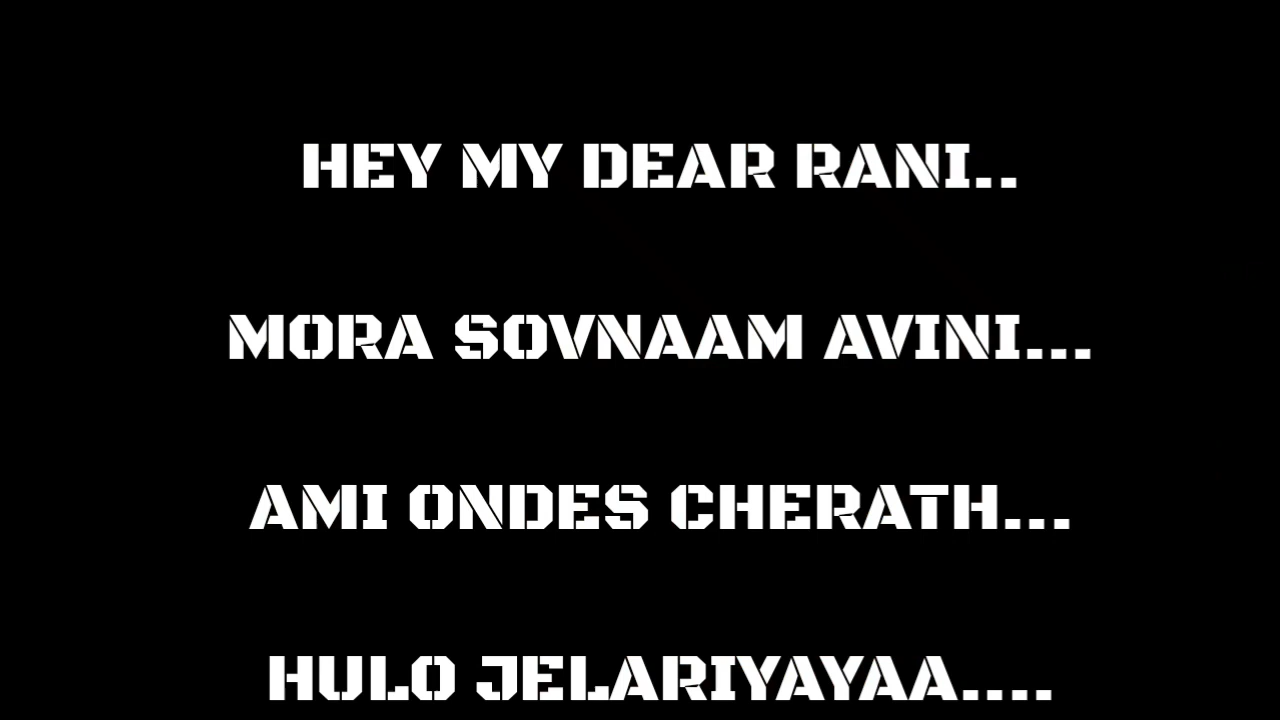 HEY MY DEAR RANI..
MORA SOVNAAM AVINI...
AMI ONDES CHERATH...
HULO JELARIYAYAA....